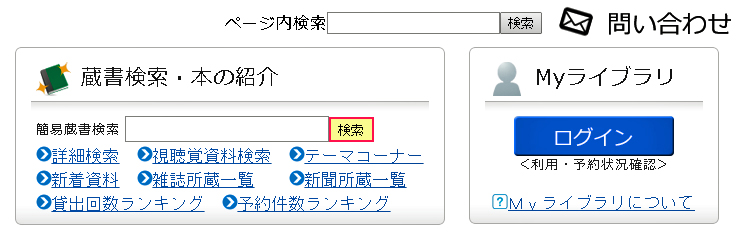 ページ内検索 検索 問い合わせ
蔵書検索・本の紹介
簡易蔵書検索 検索
詳細検索 視聴覚資料検索 テーマコーナー
新着資料 雑誌所蔵一覧 新聞所蔵一覧
貸出回数ランキング 予約件数ランキング
Myライブラリ
ログイン
<利用・予約状況確認>
?Ｍｙライブラリについて